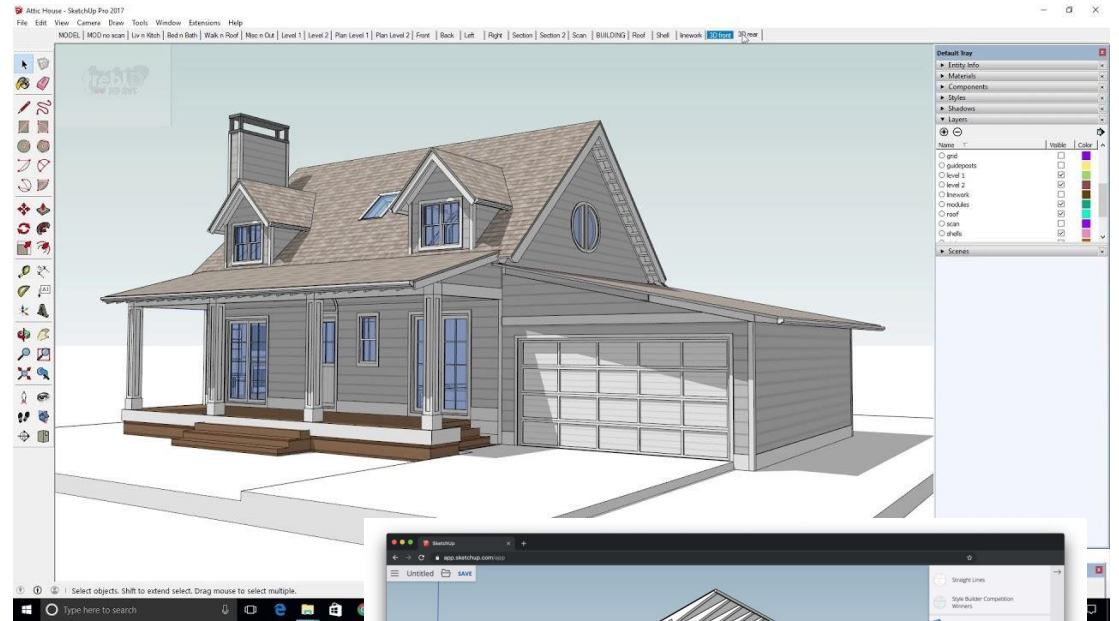 Attic House - SketchUp Pro 2017
File Edit View Camera Draw Tools Window Extensions Help
MODEL | MOD no scan | Liv n Kitch | Bed n Bath | Walk n Roof | Misc n Out | Level 1 | Level 2 | Plan Level 1 | Plan Level 2 | Front | Back | Left | Right | Section | Section 2 | Scan | BUILDING | Roof | Shell | linework | 3D front | 3D rear
Default Tray
Entity Info
Materials
Components
Styles
Shadows
Layers
Name Visible Color
grid
guideposts
level 1
level 2
linework
modules
roof
scan
shells
Scenes
SketchUp
app.sketchup.com/app
Untitled SAVE
Straight Lines
Style Builder Competition
Winners
Select objects. Shift to extend select. Drag mouse to select multiple.
Type here to search